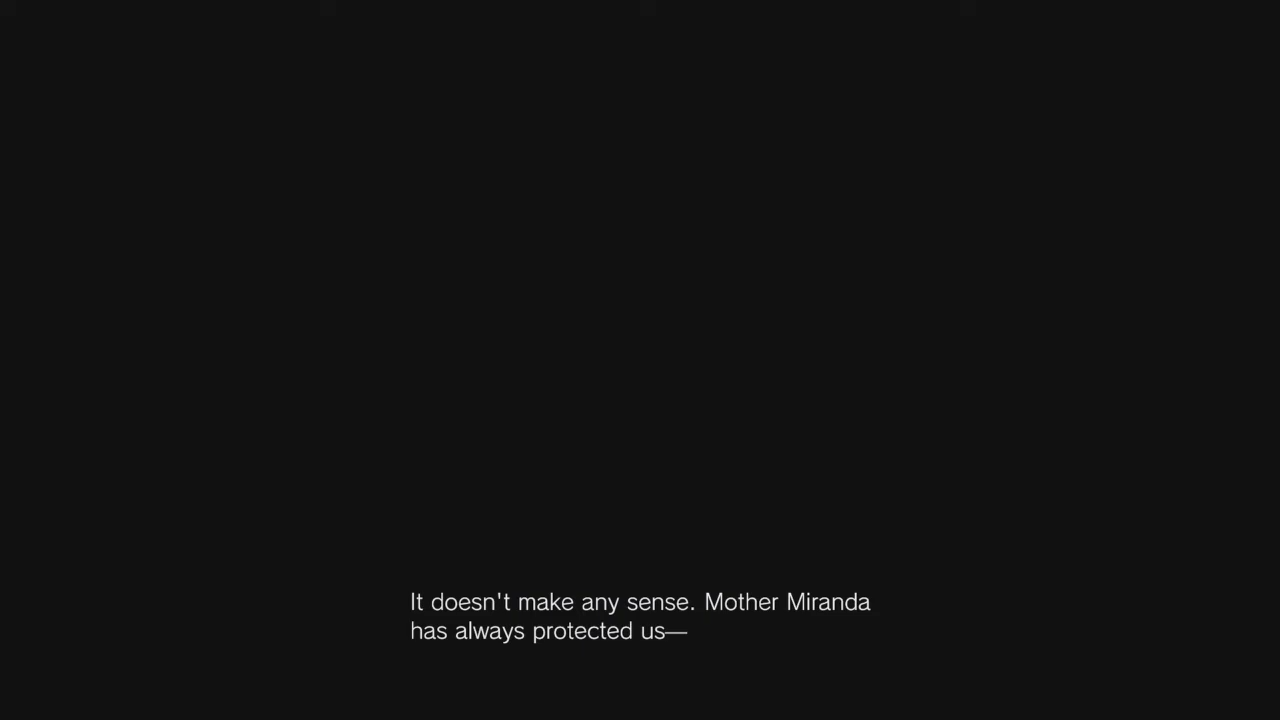 It doesn't make any sense. Mother Miranda
has always protected us—